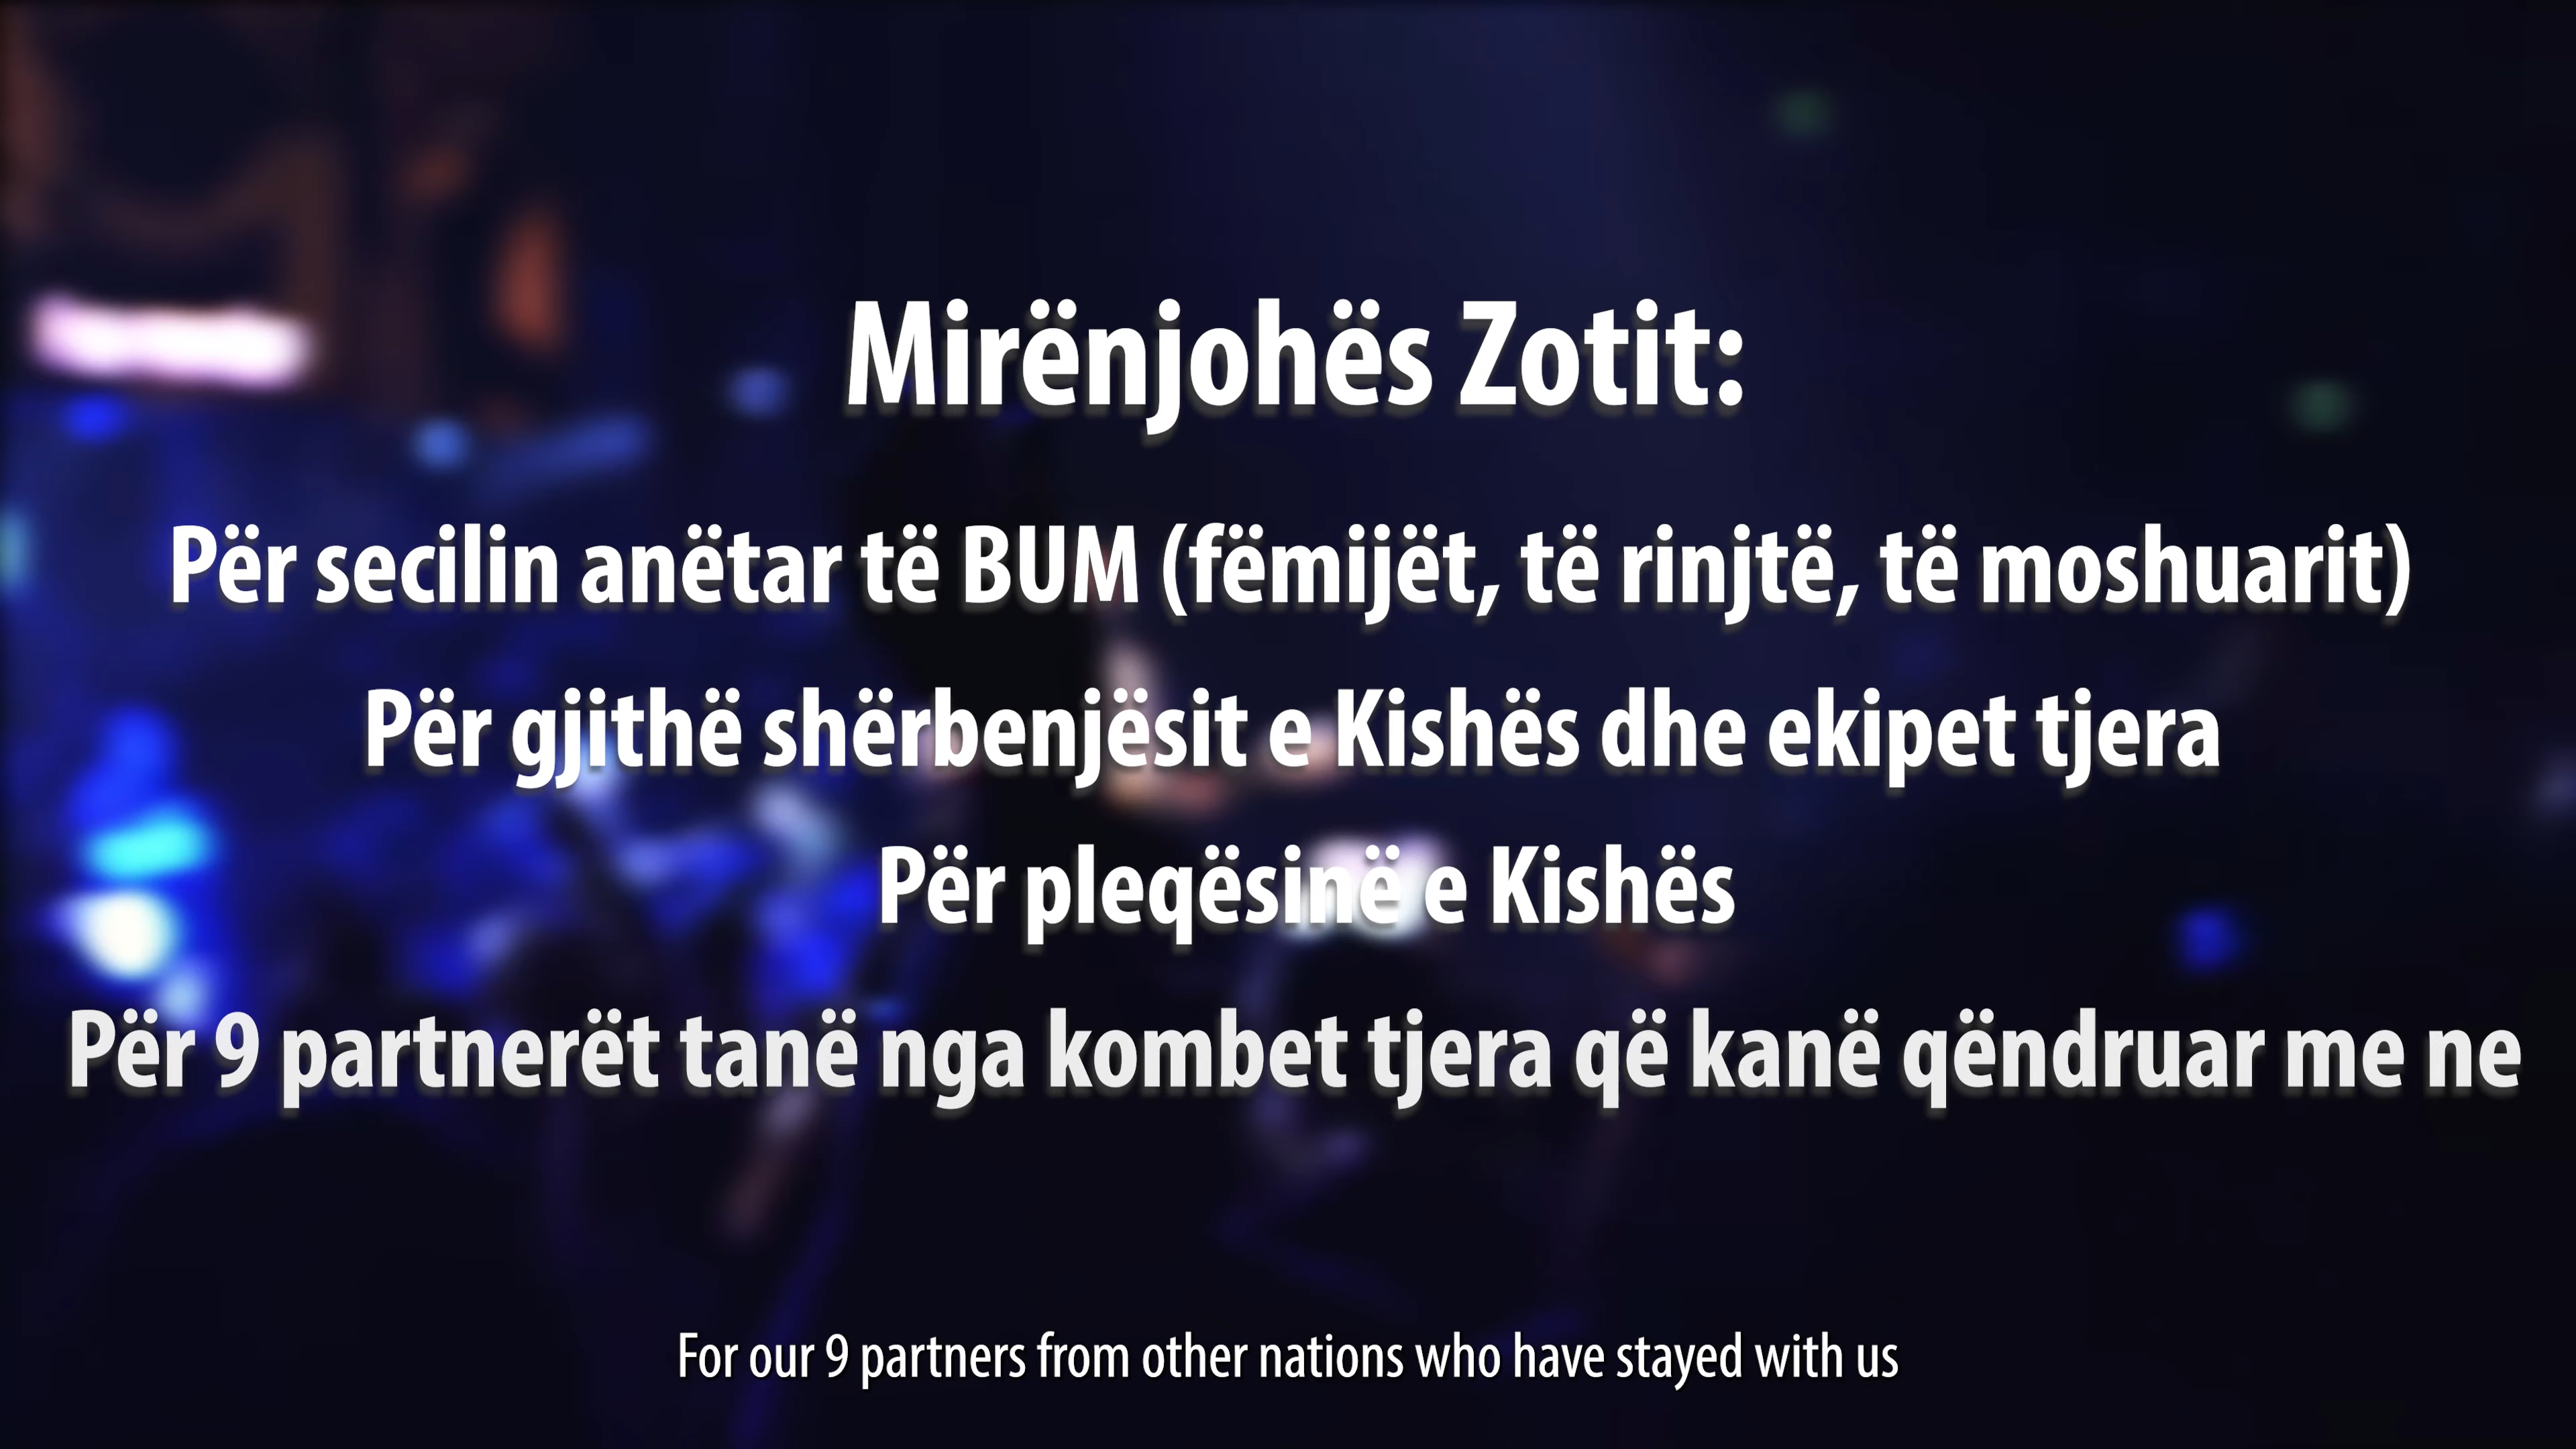 Mirënjohës Zotit:
Për secilin anëtar të BUM (fëmijët, të rinjtë, të moshuarit)
Për gjithë shërbenjësit e Kishës dhe ekipet tjera
Për pleqësinë e Kishës
Për 9 partnerët tanë nga kombet tjera që kanë qëndruar me ne
For our 9 partners from other nations who have stayed with us